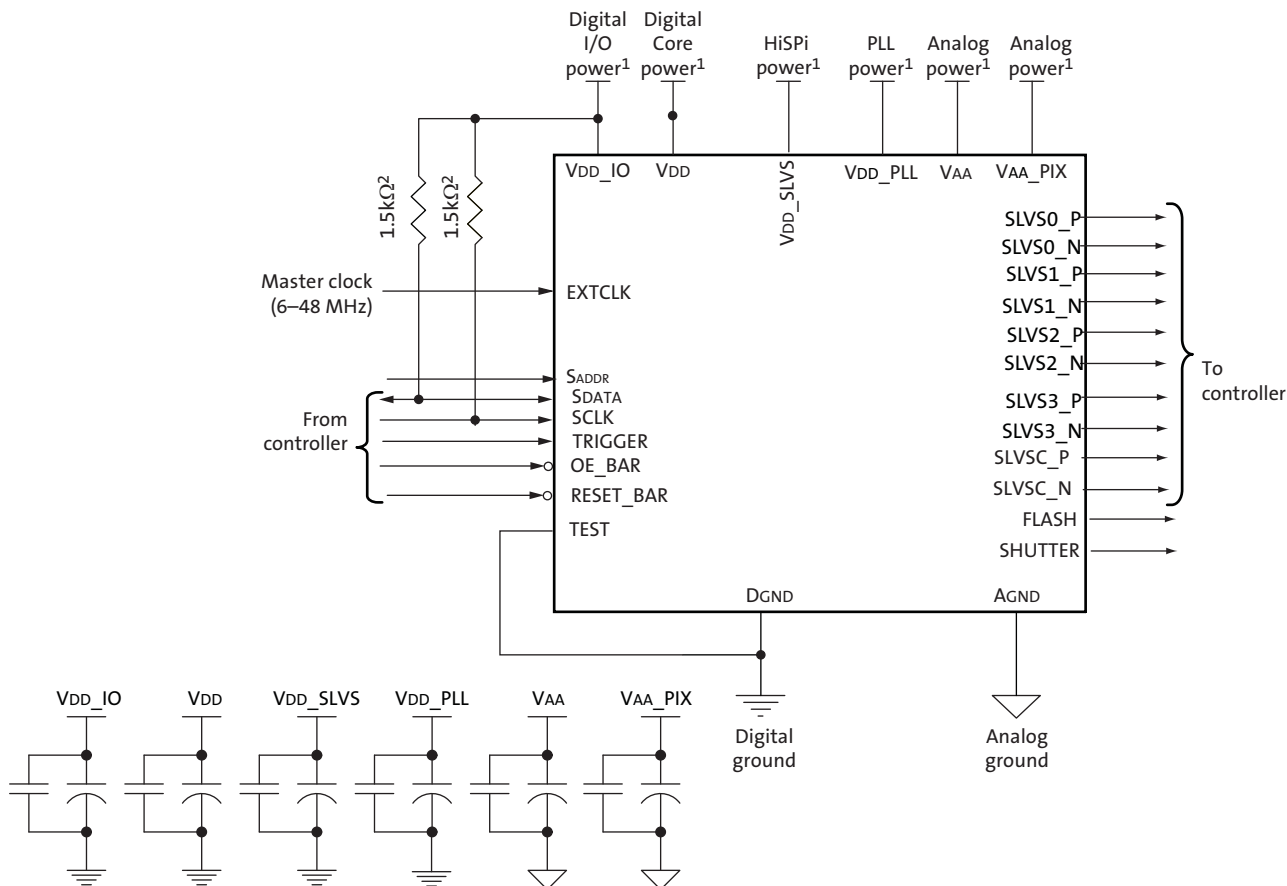 Digital
I/O
power¹
Digital
Core
power¹
HiSPi
power¹
PLL
power¹
Analog
power¹
Analog
power¹
VDD_IO
VDD
VDD_SLVS
VDD_PLL
VAA
VAA_PIX
1.5kΩ²
1.5kΩ²
Master clock
(6–48 MHz)
EXTCLK
SADDR
SDATA
SCLK
TRIGGER
OE_BAR
RESET_BAR
TEST
From
controller
SLVS0_P
SLVS0_N
SLVS1_P
SLVS1_N
SLVS2_P
SLVS2_N
SLVS3_P
SLVS3_N
SLVSC_P
SLVSC_N
FLASH
SHUTTER
To
controller
DGND
AGND
Digital
ground
Analog
ground
VDD_IO
VDD
VDD_SLVS
VDD_PLL
VAA
VAA_PIX